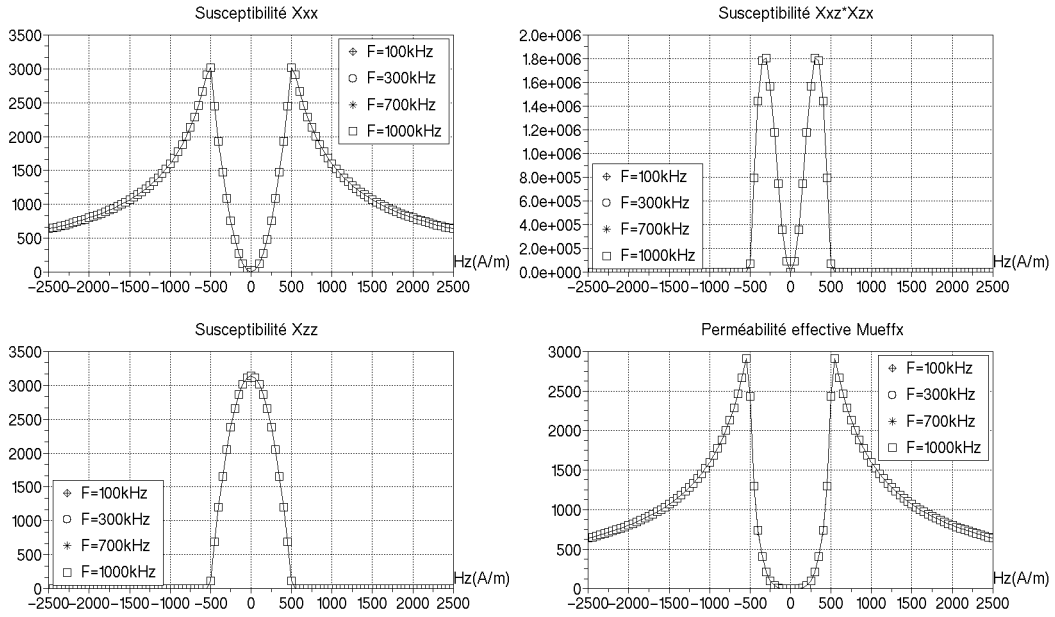 Susceptibilité Xxx
3500
3000
2500
2000
1500
1000
500
0
F=100kHz
F=300kHz
F=700kHz
F=1000kHz
Hz(A/m)
−2500−2000−1500−1000 −500 0 500 1000 1500 2000 2500
Susceptibilité Xxz*Xzx
2.0e+006
1.8e+006
1.6e+006
1.4e+006
1.2e+006
1.0e+006
8.0e+005
6.0e+005
4.0e+005
2.0e+005
0.0e+000
F=100kHz
F=300kHz
F=700kHz
F=1000kHz
Hz(A/m)
−2500−2000−1500−1000 −500 0 500 1000 1500 2000 2500
Susceptibilité Xzz
3500
3000
2500
2000
1500
1000
500
0
F=100kHz
F=300kHz
F=700kHz
F=1000kHz
Hz(A/m)
−2500−2000−1500−1000 −500 0 500 1000 1500 2000 2500
Perméabilité effective Mueffx
3000
2500
2000
1500
1000
500
0
F=100kHz
F=300kHz
F=700kHz
F=1000kHz
Hz(A/m)
−2500−2000−1500−1000 −500 0 500 1000 1500 2000 2500